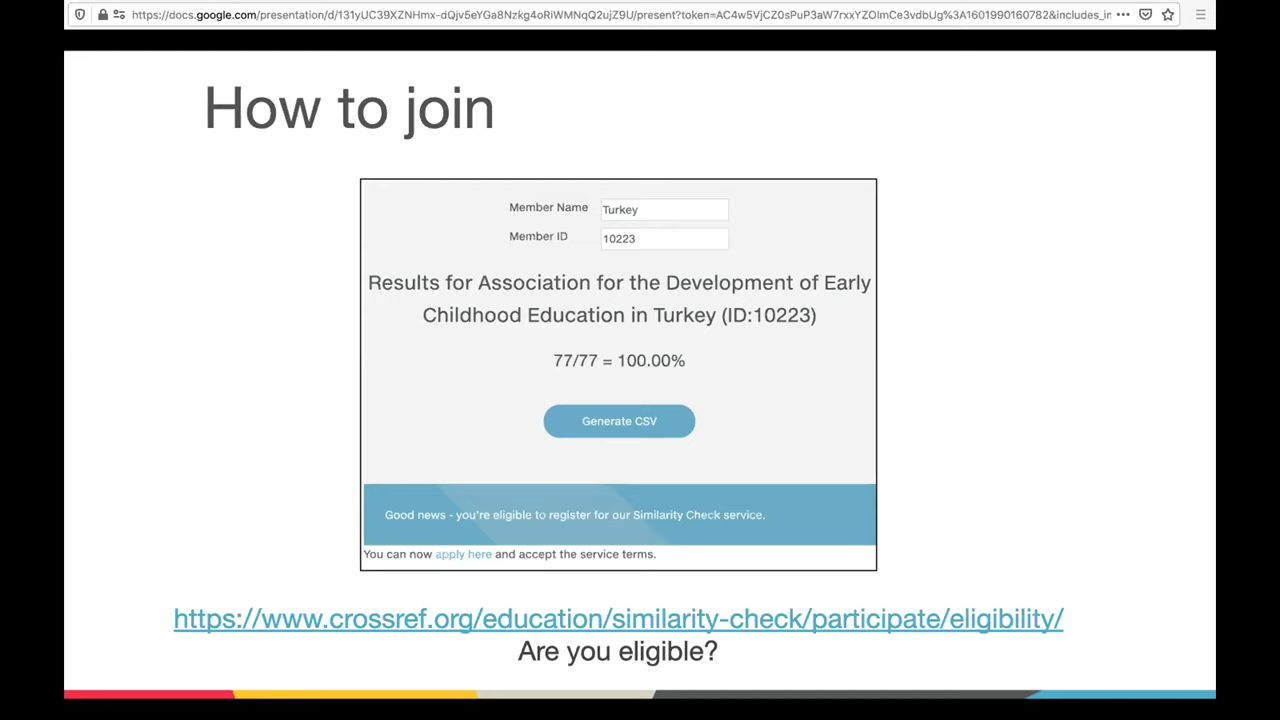 https://docs.google.com/presentation/d/131yUC39XZNHmx-dQjv5eYGa8Nzkg4oRiWMNqQ2ujZ9U/present?token=AC4w5VjCZ0sPuP3aW7rxxYZOlmCe3vdbUg%3A1601990160782&includes_in
How to join
Member Name Turkey
Member ID 10223
Results for Association for the Development of Early
Childhood Education in Turkey (ID:10223)
77/77 = 100.00%
Generate CSV
Good news - you're eligible to register for our Similarity Check service.
You can now apply here and accept the service terms.
https://www.crossref.org/education/similarity-check/participate/eligibility/
Are you eligible?